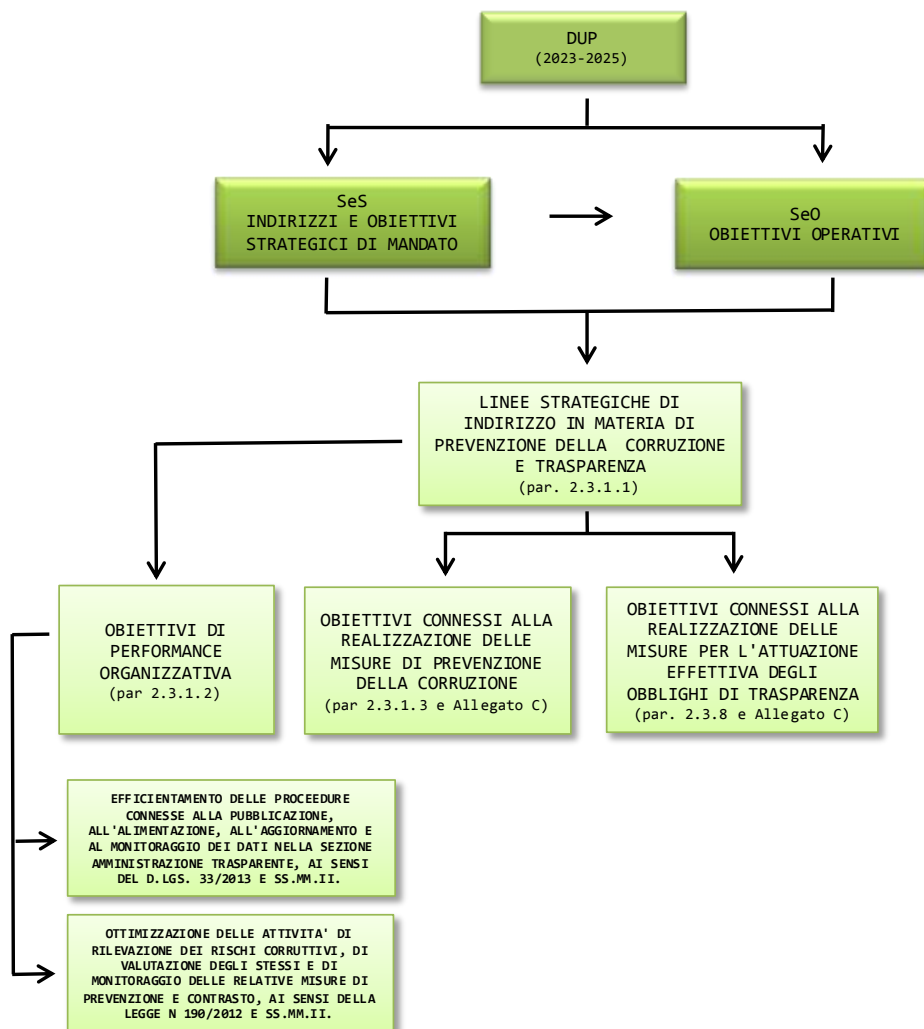 DUP
(2023-2025)
SeS
INDIRIZZI E OBIETTIVI
STRATEGICI DI MANDATO
SeO
OBIETTIVI OPERATIVI
LINEE STRATEGICHE DI
INDIRIZZO IN MATERIA DI
PREVENZIONE DELLA CORRUZIONE
E TRASPARENZA
(par. 2.3.1.1)
OBIETTIVI DI
PERFORMANCE
ORGANIZZATIVA
(par 2.3.1.2)
OBIETTIVI CONNESSI ALLA
REALIZZAZIONE DELLE
MISURE DI PREVENZIONE
DELLA CORRUZIONE
(par 2.3.1.3 e Allegato C)
OBIETTIVI CONNESSI ALLA
REALIZZAZIONE DELLE
MISURE PER L'ATTUAZIONE
EFFETTIVA DEGLI
OBBLIGHI DI TRASPARENZA
(par. 2.3.8 e Allegato C)
EFFICIENTAMENTO DELLE PROCEEDURE
CONNESSE ALLA PUBBLICAZIONE,
ALL'ALIMENTAZIONE, ALL'AGGIORNAMENTO E
AL MONITORAGGIO DEI DATI NELLA SEZIONE
AMMINISTRAZIONE TRASPARENTE, AI SENSI
DEL D.LGS. 33/2013 E SS.MM.II.
OTTIMIZZAZIONE DELLE ATTIVITA' DI
RILEVAZIONE DEI RISCHI CORRUTTIVI, DI
VALUTAZIONE DEGLI STESSI E DI
MONITORAGGIO DELLE RELATIVE MISURE DI
PREVENZIONE E CONTRASTO, AI SENSI DELLA
LEGGE N 190/2012 E SS.MM.II.